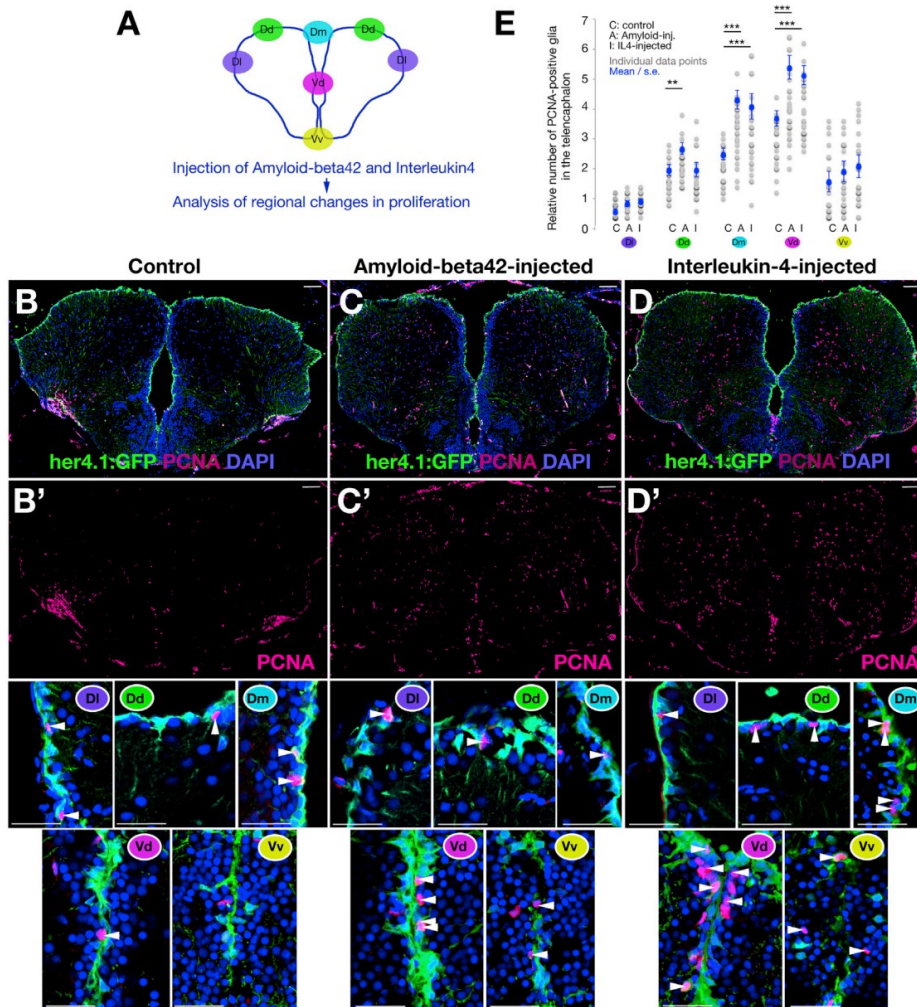 A
Dd
Dm
Dd
Dl
Dl
Vd
Vv
Injection of Amyloid-beta42 and Interleukin4
Analysis of regional changes in proliferation
E
Relative number of PCNA-positive glia
in the telencaphalon
7
6
5
4
3
2
1
0
C: control
A: Amyloid-inj.
I: IL4-injected
Individual data points
Mean / s.e.
**
***
***
***
***
C A I
C A I
C A I
C A I
C A I
Dl
Dd
Dm
Vd
Vv
Control
Amyloid-beta42-injected
Interleukin-4-injected
B
her4.1:GFP PCNA DAPI
C
her4.1:GFP PCNA DAPI
D
her4.1:GFP PCNA DAPI
B'
PCNA
C'
PCNA
D'
PCNA
Dl
Dd
Dm
Dl
Dd
Dm
Dl
Dd
Dm
Vd
Vv
Vd
Vv
Vd
Vv